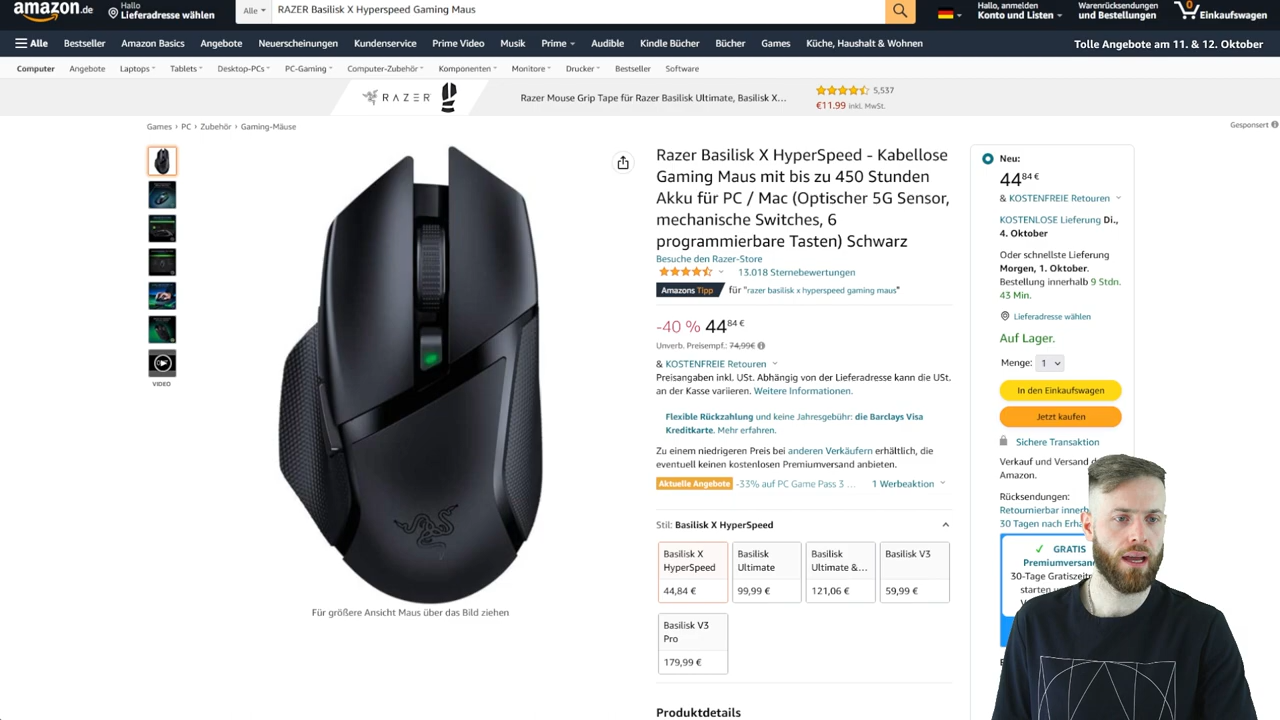 amazon.de
Hallo
Lieferadresse wählen
Alle
RAZER Basilisk X Hyperspeed Gaming Maus
Hallo, anmelden
Konto und Listen
Warenrücksendungen
und Bestellungen
0
Einkaufswagen
Alle
Bestseller
Amazon Basics
Angebote
Neuerscheinungen
Kundenservice
Prime Video
Musik
Prime
Audible
Kindle Bücher
Bücher
Games
Küche, Haushalt & Wohnen
Tolle Angebote am 11. & 12. Oktober
Computer
Angebote
Laptops
Tablets
Desktop-PCs
PC-Gaming
Computer-Zubehör
Komponenten
Monitore
Drucker
Bestseller
Software
RAZER
Razer Mouse Grip Tape für Razer Basilisk Ultimate, Basilisk X...
5,537
€11.99 inkl. MwSt.
Gesponsert
Games › PC › Zubehör › Gaming-Mäuse
VIDEO
Für größere Ansicht Maus über das Bild ziehen
Razer Basilisk X HyperSpeed - Kabellose
Gaming Maus mit bis zu 450 Stunden
Akku für PC / Mac (Optischer 5G Sensor,
mechanische Switches, 6
programmierbare Tasten) Schwarz
Besuche den Razer-Store
13.018 Sternebewertungen
Amazons Tipp für "razer basilisk x hyperspeed gaming maus"
-40 % 44 84 €
Unverb. Preisempf.: 74,99€
& KOSTENFREIE Retouren
Preisangaben inkl. USt. Abhängig von der Lieferadresse kann die USt.
an der Kasse variieren. Weitere Informationen.
Flexible Rückzahlung und keine Jahresgebühr: die Barclays Visa
Kreditkarte. Mehr erfahren.
Zu einem niedrigeren Preis bei anderen Verkäufern erhältlich, die
eventuell keinen kostenlosen Premiumversand anbieten.
Aktuelle Angebote -33% auf PC Game Pass 3 ... 1 Werbeaktion
Stil: Basilisk X HyperSpeed
Basilisk X
HyperSpeed
44,84 €
Basilisk
Ultimate
99,99 €
Basilisk
Ultimate &...
121,06 €
Basilisk V3
59,99 €
Basilisk V3
Pro
179,99 €
Produktdetails
Neu:
44 84 €
& KOSTENFREIE Retouren
KOSTENLOSE Lieferung Di.,
4. Oktober
Oder schnellste Lieferung
Morgen, 1. Oktober.
Bestellung innerhalb 9 Stdn.
43 Min.
Lieferadresse wählen
Auf Lager.
Menge: 1
In den Einkaufswagen
Jetzt kaufen
Sichere Transaktion
Verkauf und Versand
Amazon.
Rücksendungen:
Retournierbar
30 Tagen nach
GRATIS
Premiumversand
30-Tage
starten